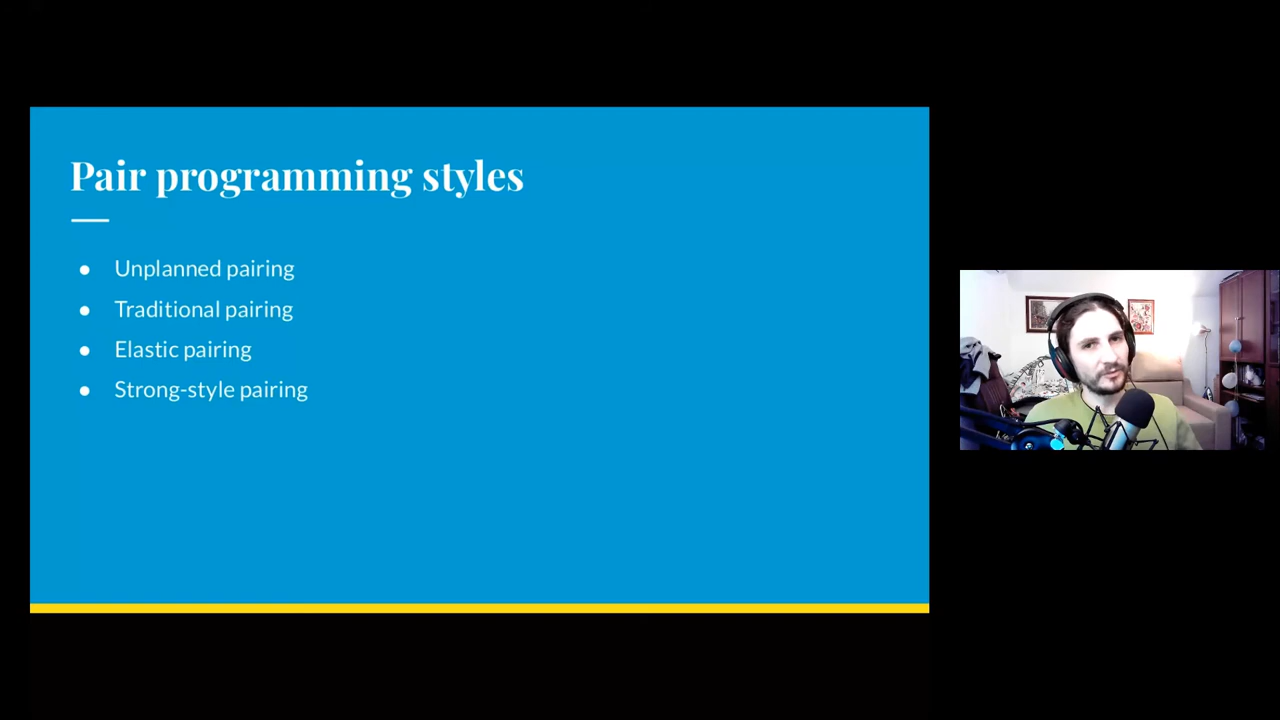 Pair programming styles
● Unplanned pairing
● Traditional pairing
● Elastic pairing
● Strong-style pairing